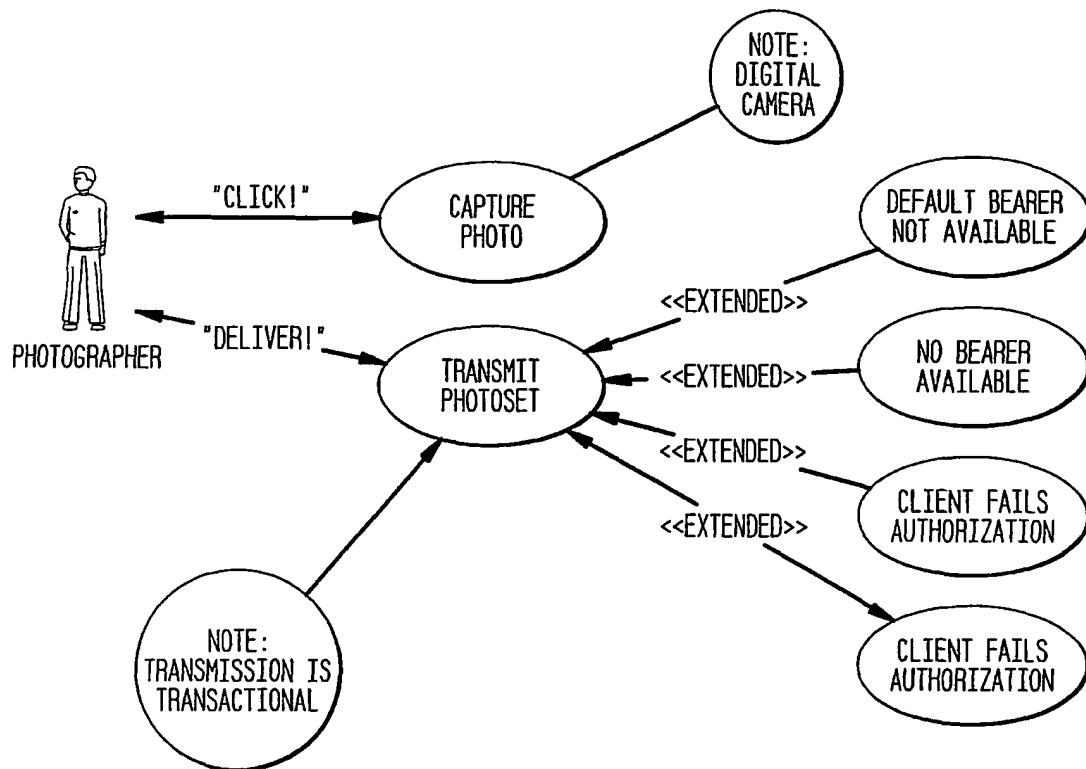 NOTE:
DIGITAL
CAMERA
"CLICK!"
CAPTURE
PHOTO
DEFAULT BEARER
NOT AVAILABLE
<<EXTENDED>>
"DELIVER!"
PHOTOGRAPHER
TRANSMIT
PHOTOSET
<<EXTENDED>>
NO BEARER
AVAILABLE
<<EXTENDED>>
CLIENT FAILS
AUTHORIZATION
<<EXTENDED>>
NOTE:
TRANSMISSION IS
TRANSACTIONAL
CLIENT FAILS
AUTHORIZATION